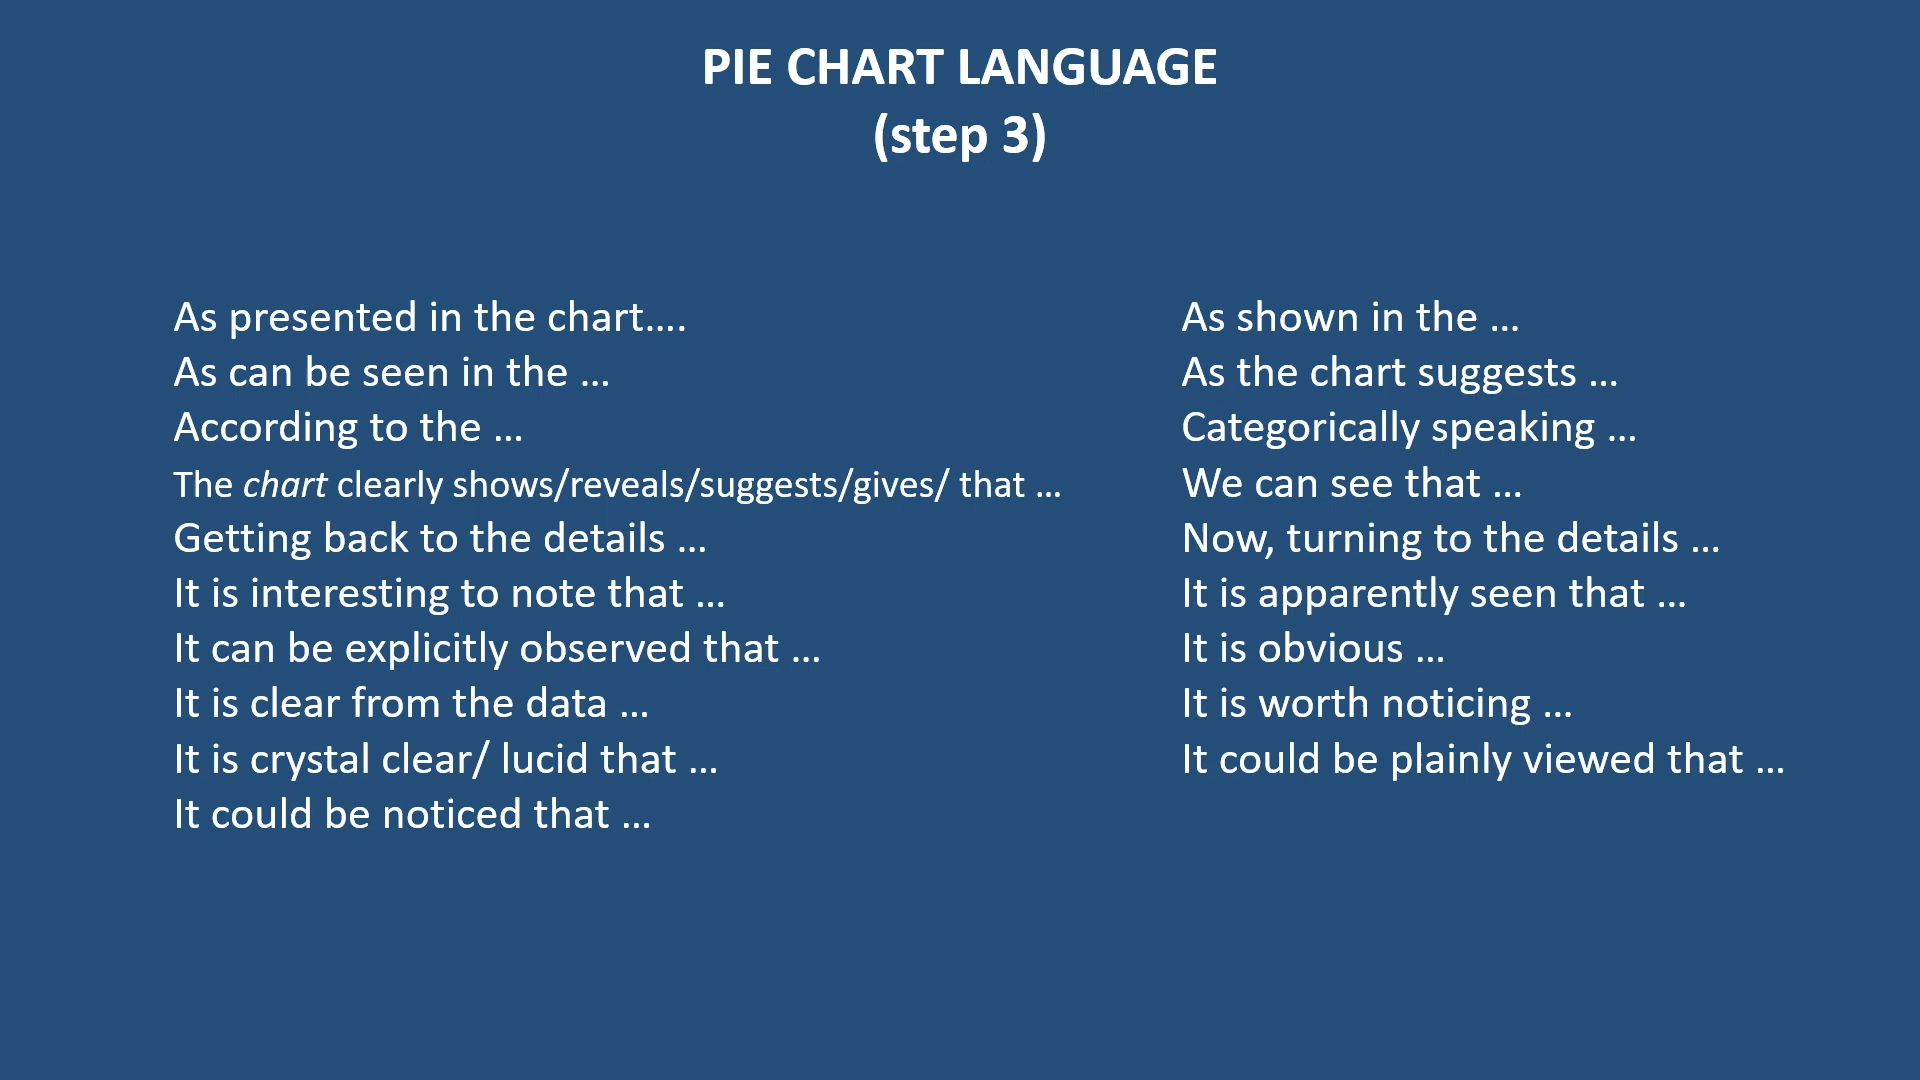 PIE CHART LANGUAGE
(step 3)
As presented in the chart....
As can be seen in the ...
According to the ...
The chart clearly shows/reveals/suggests/gives/ that ...
Getting back to the details ...
It is interesting to note that ...
It can be explicitly observed that ...
It is clear from the data ...
It is crystal clear/ lucid that ...
It could be noticed that ...
As shown in the ...
As the chart suggests ...
Categorically speaking ...
We can see that ...
Now, turning to the details ...
It is apparently seen that ...
It is obvious ...
It is worth noticing ...
It could be plainly viewed that ...